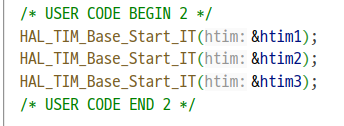 /* USER CODE BEGIN 2 */
HAL_TIM_Base_Start_IT(htim: &htim1);
HAL_TIM_Base_Start_IT(htim: &htim2);
HAL_TIM_Base_Start_IT(htim: &htim3);
/* USER CODE END 2 */